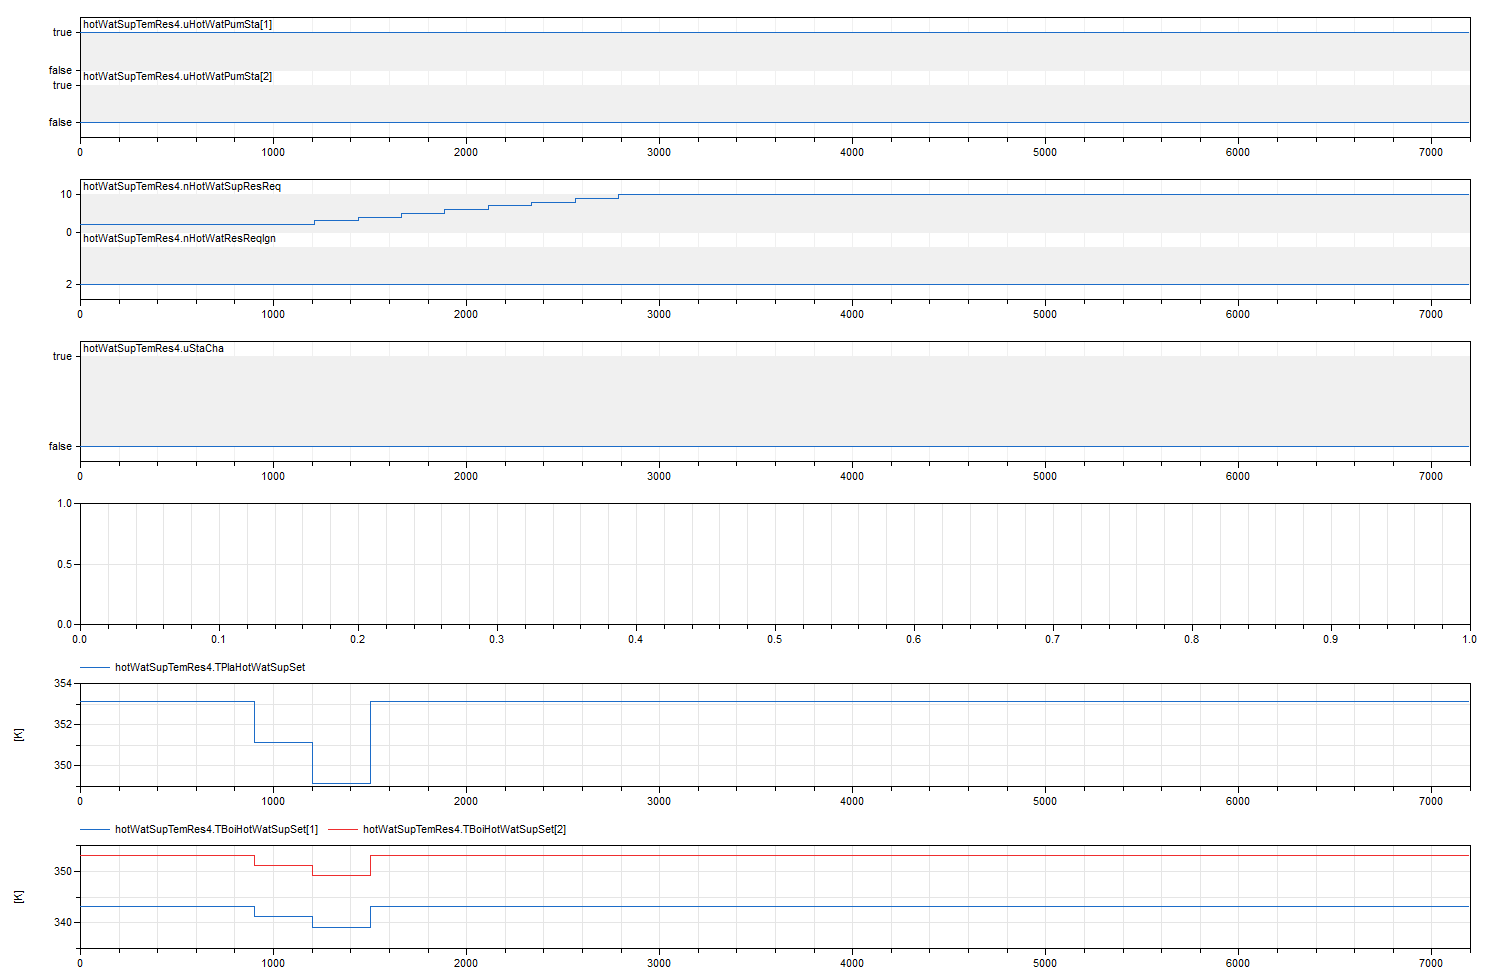 hotWatSupTemRes4.uHotWatPumSta[1]
true
false
hotWatSupTemRes4.uHotWatPumSta[2]
true
false
0 1000 2000 3000 4000 5000 6000 7000
hotWatSupTemRes4.nHotWatSupResReq
10
0
hotWatSupTemRes4.nHotWatResReqIgn
2
0 1000 2000 3000 4000 5000 6000 7000
hotWatSupTemRes4.uStaCha
true
false
0 1000 2000 3000 4000 5000 6000 7000
1.0
0.5
0.0
0.0 0.1 0.2 0.3 0.4 0.5 0.6 0.7 0.8 0.9 1.0
hotWatSupTemRes4.TPlaHotWatSupSet
354
352
350
[K]
0 1000 2000 3000 4000 5000 6000 7000
hotWatSupTemRes4.TBoiHotWatSupSet[1] hotWatSupTemRes4.TBoiHotWatSupSet[2]
350
340
[K]
0 1000 2000 3000 4000 5000 6000 7000